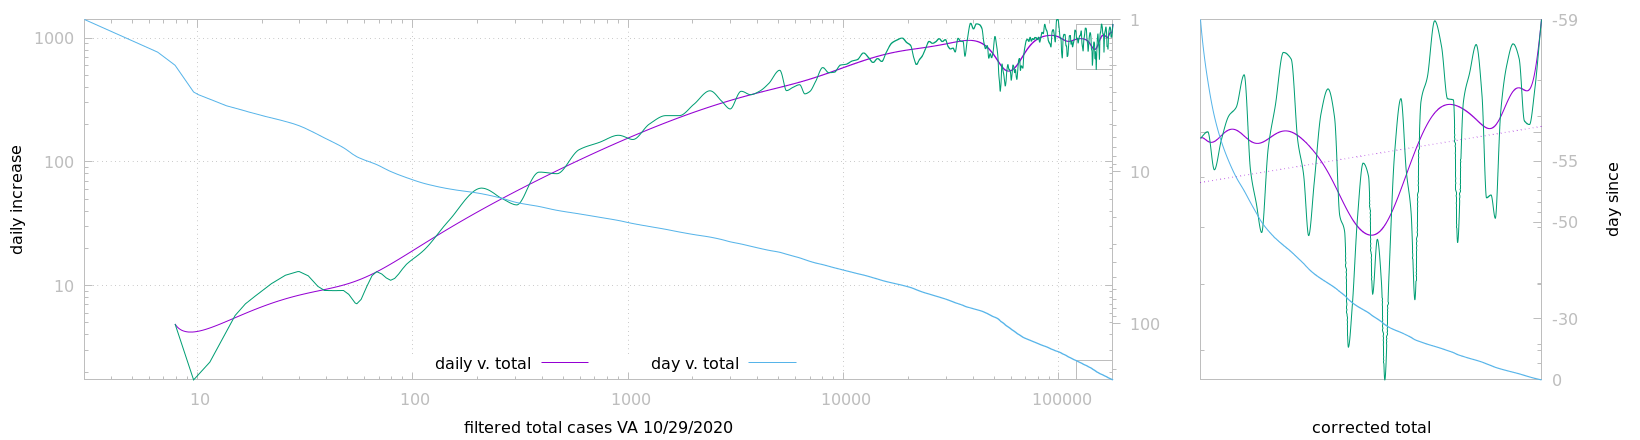 1000
100
10
daily increase
1
10
100
daily v. total
day v. total
10
100
1000
10000
100000
filtered total cases VA 10/29/2020
-59
-55
-50
-30
0
day since
corrected total